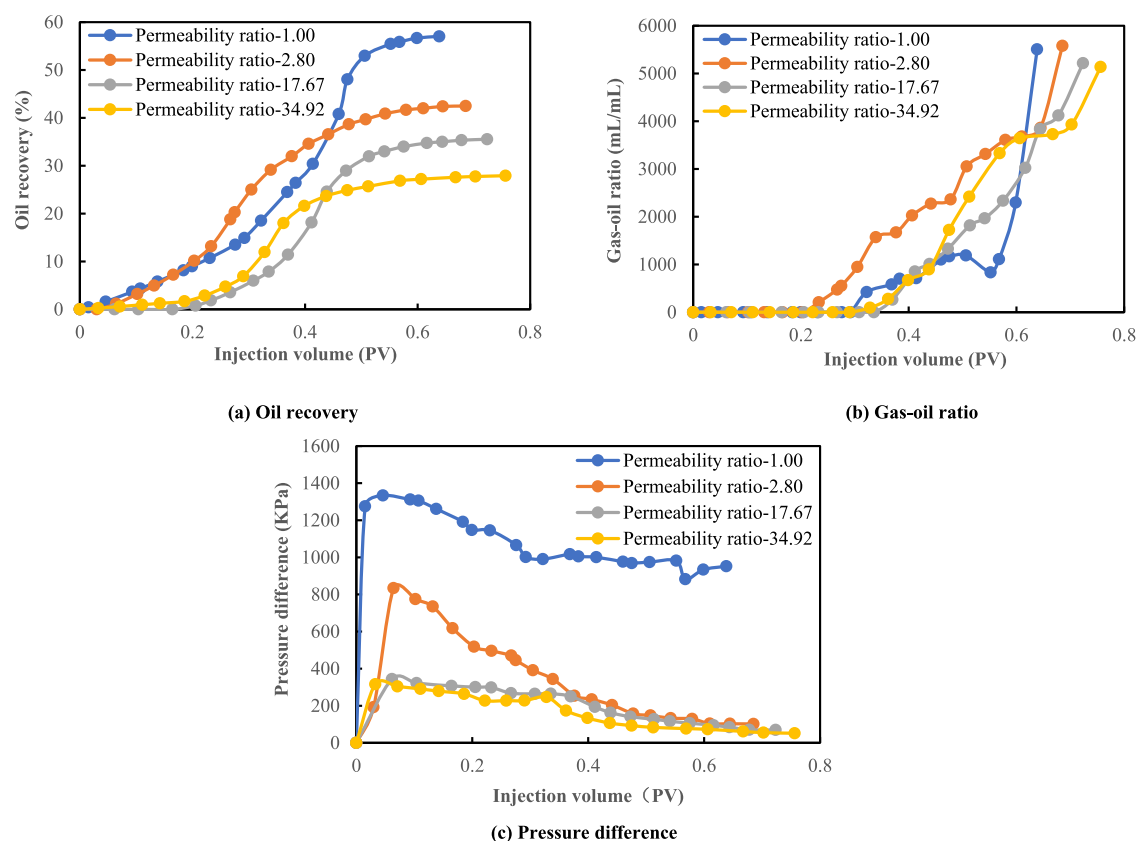 60
50
40
30
20
10
0
Oil recovery (%)
Permeability ratio-1.00
Permeability ratio-2.80
Permeability ratio-17.67
Permeability ratio-34.92
0
0.2
0.4
0.6
0.8
Injection volume (PV)
(a) Oil recovery
6000
5000
4000
3000
2000
1000
0
Gas-oil ratio (mL/mL)
Permeability ratio-1.00
Permeability ratio-2.80
Permeability ratio-17.67
Permeability ratio-34.92
0
0.2
0.4
0.6
0.8
Injection volume (PV)
(b) Gas-oil ratio
1600
1400
1200
1000
800
600
400
200
0
Pressure difference (KPa)
Permeability ratio-1.00
Permeability ratio-2.80
Permeability ratio-17.67
Permeability ratio-34.92
0
0.2
0.4
0.6
0.8
Injection volume（PV)
(c) Pressure difference